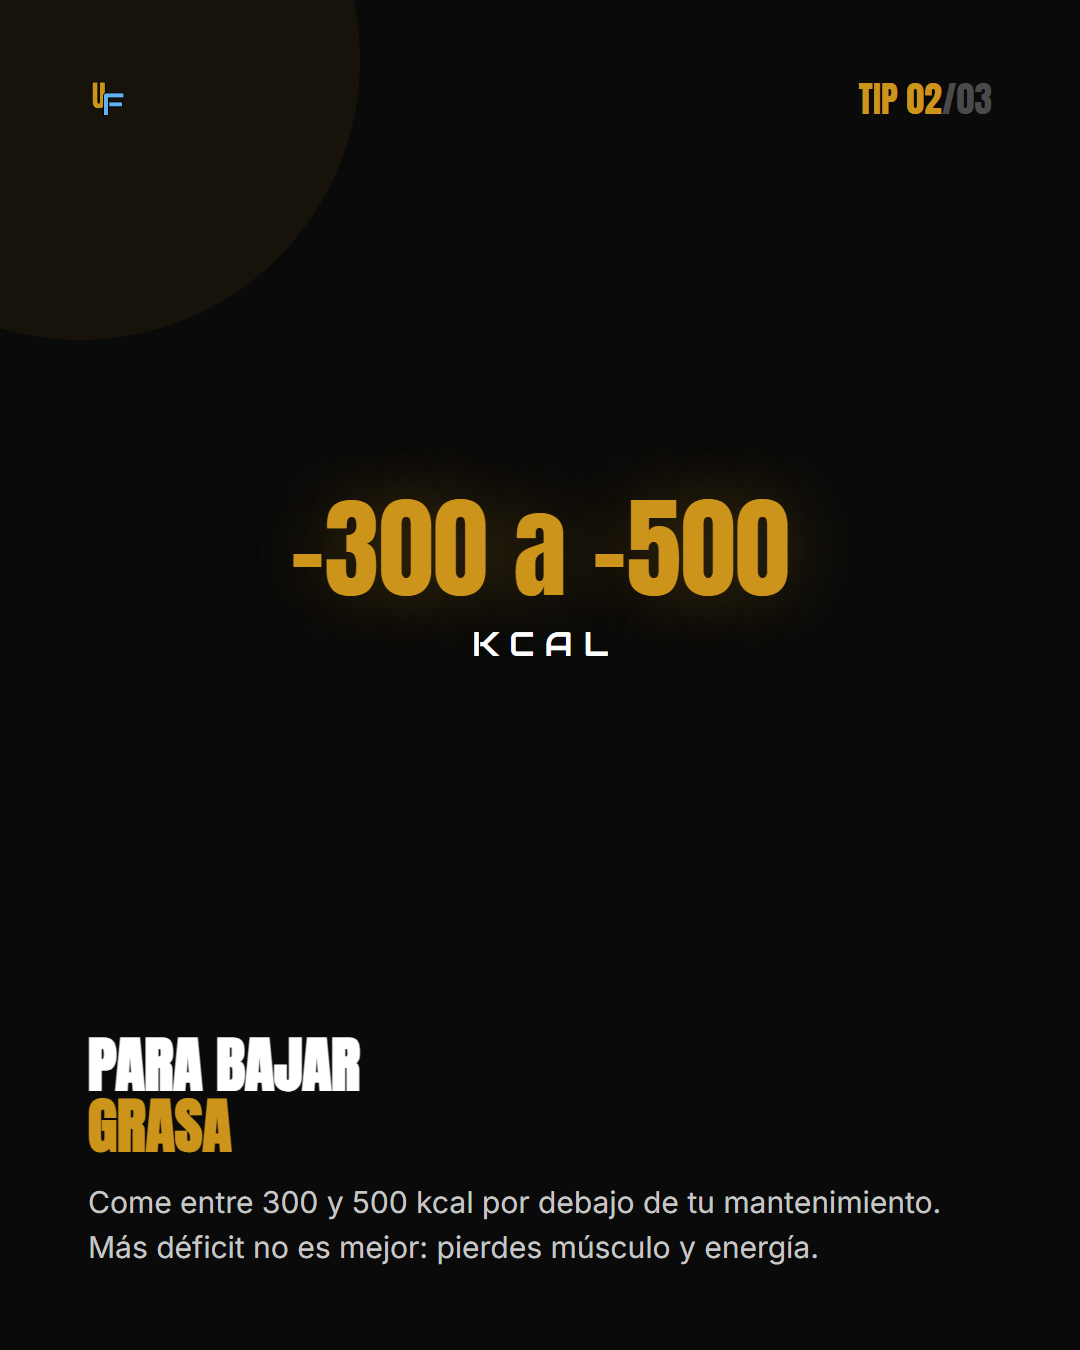 UF
TIP 02/03
-300 a -500
KCAL
PARA BAJAR
GRASA
Come entre 300 y 500 kcal por debajo de tu mantenimiento.
Más déficit no es mejor: pierdes músculo y energía.